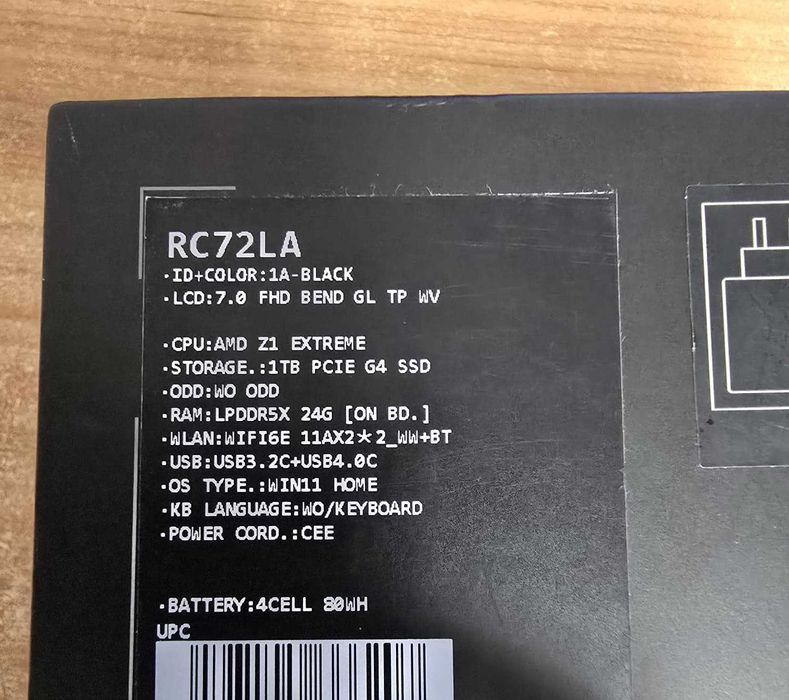 RC72LA
·ID+COLOR:1A-BLACK
·LCD:7.0 FHD BEND GL TP WV
·CPU:AMD Z1 EXTREME
·STORAGE.:1TB PCIE G4 SSD
·ODD:WO ODD
·RAM:LPDDR5X 24G [ON BD.]
·WLAN:WIFI6E 11AX2*2_WW+BT
·USB:USB3.2C+USB4.0C
·OS TYPE.:WIN11 HOME
·KB LANGUAGE:WO/KEYBOARD
·POWER CORD.:CEE
·BATTERY:4CELL 80WH
UPC